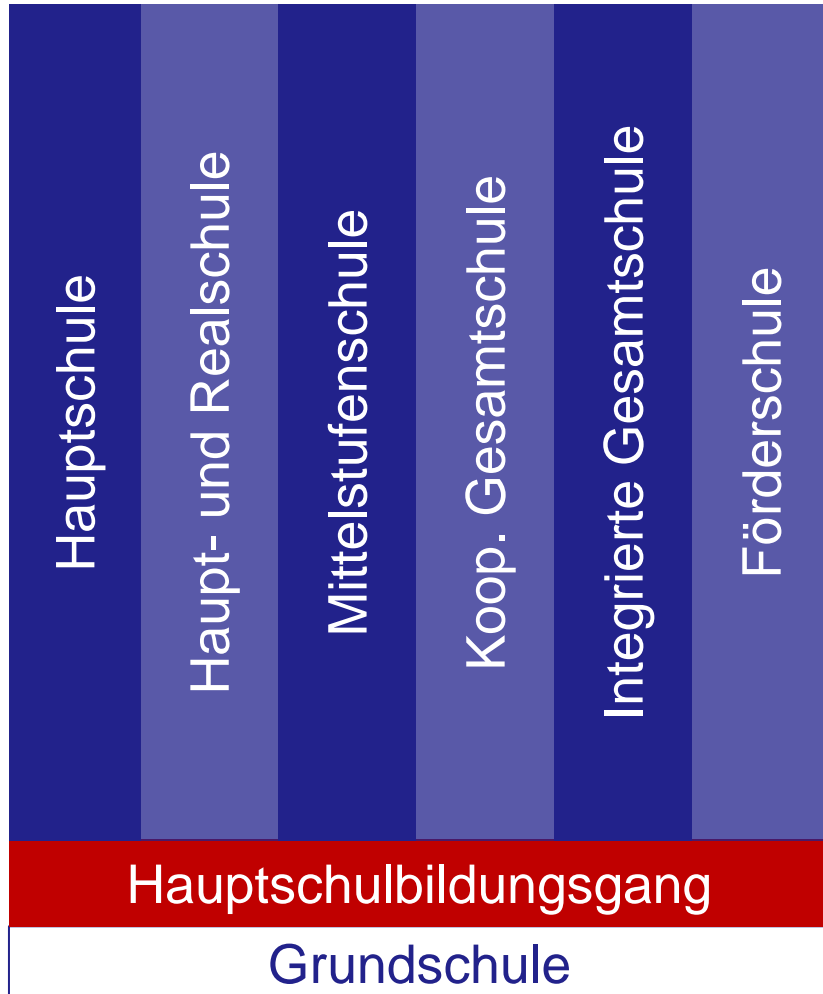 Hauptschule
Haupt- und Realschule
Mittelstufenschule
Koop. Gesamtschule
Integrierte Gesamtschule
Förderschule
Hauptschulbildungsgang
Grundschule